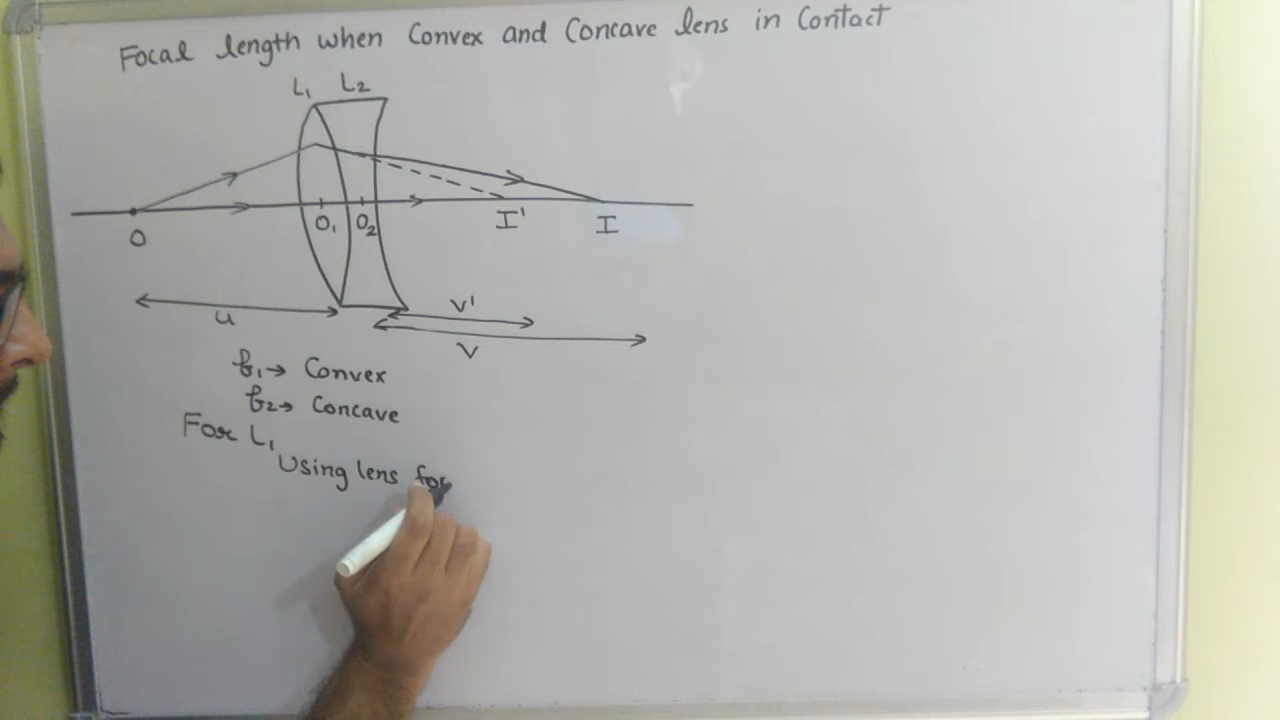 Focal length when Convex and Concave lens in Contact
L₁ L₂
O O₁ O₂ I' I
u v'
v
f₁→ Convex
f₂→ Concave
For L₁
Using lens for